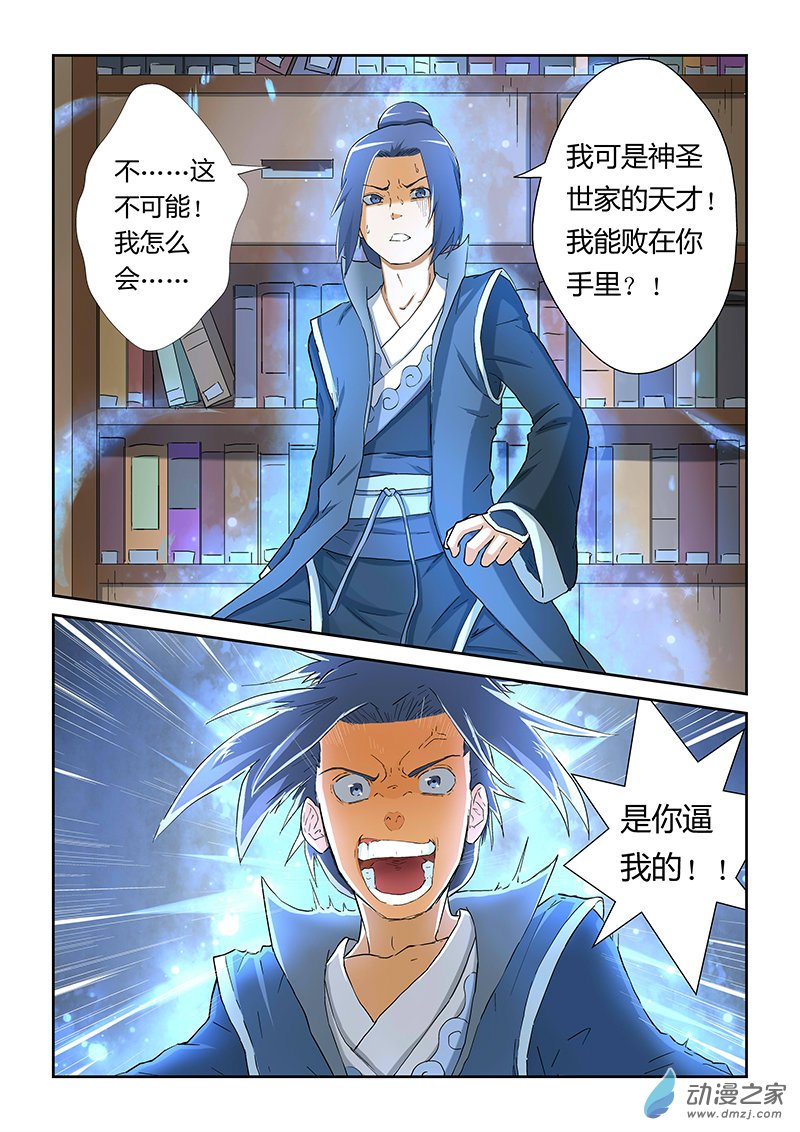 不……这
不可能！
我怎么
会……
我可是神圣
世家的天才！
我能败在你
手里？！
是你逼
我的！！
动漫之家
www.dmzj.com